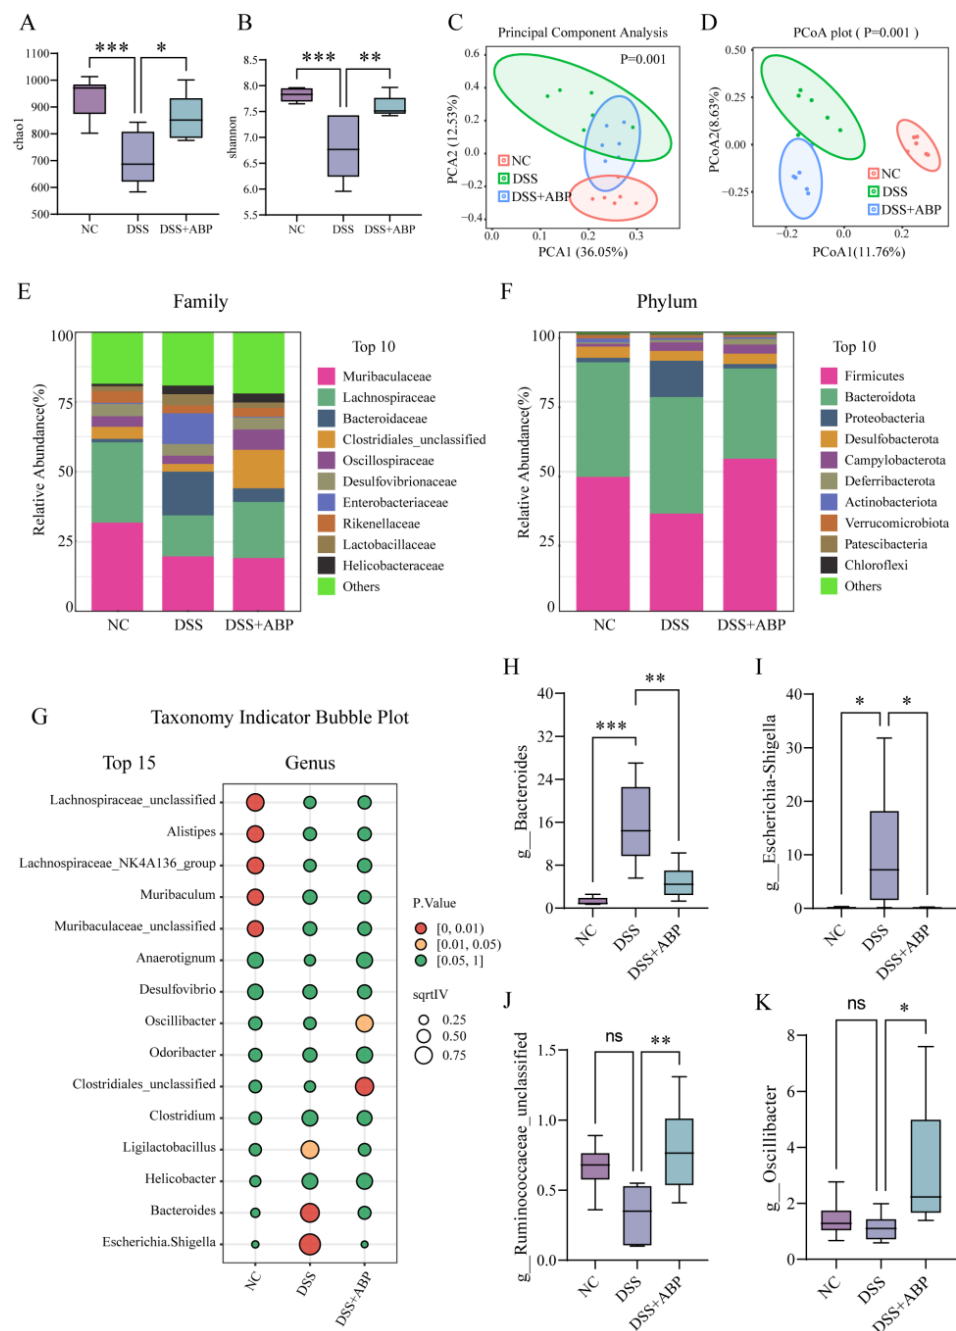 A
***
*
1100
1000
900
800
700
600
500
chao1
NC
DSS
DSS+ABP
B
***
**
8.5
8.0
7.5
7.0
6.5
6.0
5.5
shannon
NC
DSS
DSS+ABP
C
Principal Component Analysis
P=0.001
0.6
0.4
0.2
0.0
−0.2
−0.4
PCA2 (12.53%)
NC
DSS
DSS+ABP
0.0
0.1
0.2
0.3
PCA1 (36.05%)
D
PCoA plot ( P=0.001 )
0.50
0.25
0.00
−0.25
PCoA2(8.63%)
NC
DSS
DSS+ABP
−0.2
0.0
0.2
PCoA1(11.76%)
E
Family
100
75
50
25
0
Relative Abundance(%)
NC
DSS
DSS+ABP
Top 10
Muribaculaceae
Lachnospiraceae
Bacteroidaceae
Clostridiales_unclassified
Oscillospiraceae
Desulfovibrionaceae
Enterobacteriaceae
Rikenellaceae
Lactobacillaceae
Helicobacteraceae
Others
F
Phylum
100
75
50
25
0
Relative Abundance(%)
NC
DSS
DSS+ABP
Top 10
Firmicutes
Bacteroidota
Proteobacteria
Desulfobacterota
Campylobacterota
Deferribacterota
Actinobacteriota
Verrucomicrobiota
Patescibacteria
Chloroflexi
Others
G
Taxonomy Indicator Bubble Plot
Top 15
Genus
Lachnospiraceae_unclassified
Alistipes
Lachnospiraceae_NK4A136_group
Muribaculum
Muribaculaceae_unclassified
Anaerotignum
Desulfovibrio
Oscillibacter
Odoribacter
Clostridiales_unclassified
Clostridium
Ligilactobacillus
Helicobacter
Bacteroides
Escherichia.Shigella
NC
DSS
DSS+ABP
P.Value
[0, 0.01)
[0.01, 0.05)
[0.05, 1]
sqrtIV
0.25
0.50
0.75
H
***
**
40
32
24
16
8
0
g__Bacteroides
NC
DSS
DSS+ABP
I
*
*
40
30
20
10
0
g__Escherichia-Shigella
NC
DSS
DSS+ABP
J
ns
**
1.5
1.0
0.5
0.0
g__Ruminococcaceae_unclassified
NC
DSS
DSS+ABP
K
ns
*
8
6
4
2
0
g__Oscillibacter
NC
DSS
DSS+ABP